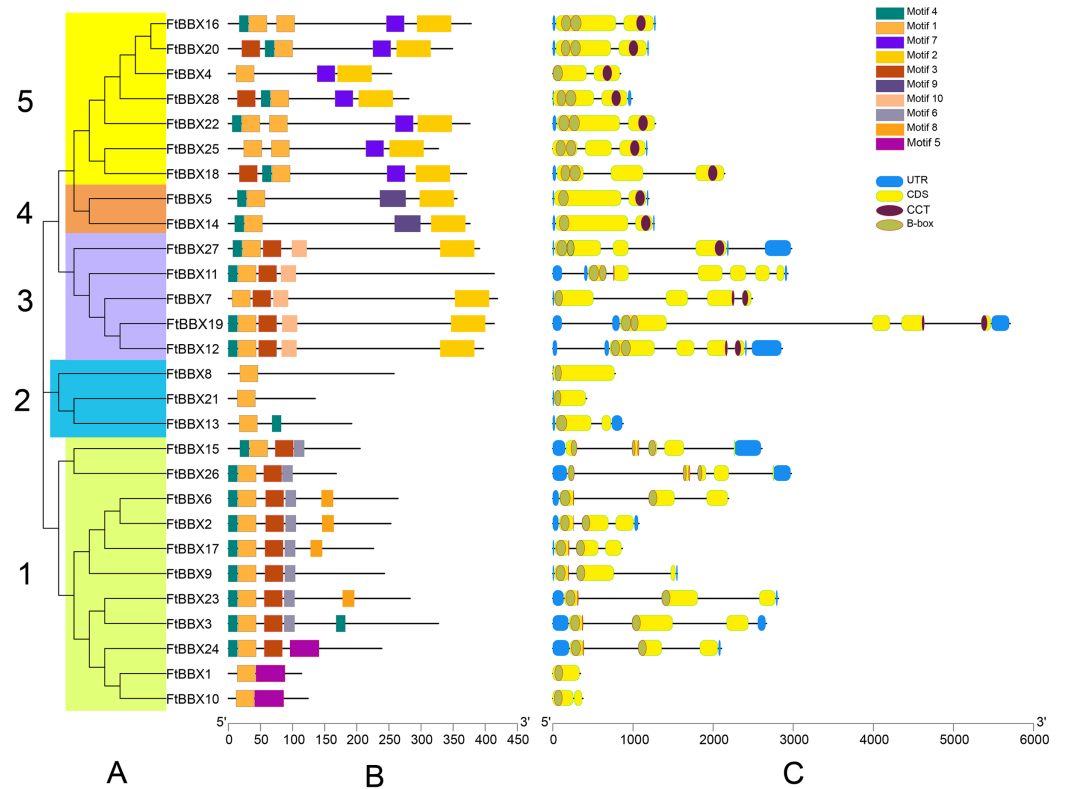 5
4
3
2
1
FtBBX16
FtBBX20
FtBBX4
FtBBX28
FtBBX22
FtBBX25
FtBBX18
FtBBX5
FtBBX14
FtBBX27
FtBBX11
FtBBX7
FtBBX19
FtBBX12
FtBBX8
FtBBX21
FtBBX13
FtBBX15
FtBBX26
FtBBX6
FtBBX2
FtBBX17
FtBBX9
FtBBX23
FtBBX3
FtBBX24
FtBBX1
FtBBX10
5' 3'
0 50 100 150 200 250 300 350 400 450
5' 3'
0 1000 2000 3000 4000 5000 6000
Motif 4
Motif 1
Motif 7
Motif 2
Motif 3
Motif 9
Motif 10
Motif 6
Motif 8
Motif 5
UTR
CDS
CCT
B-box
A B C